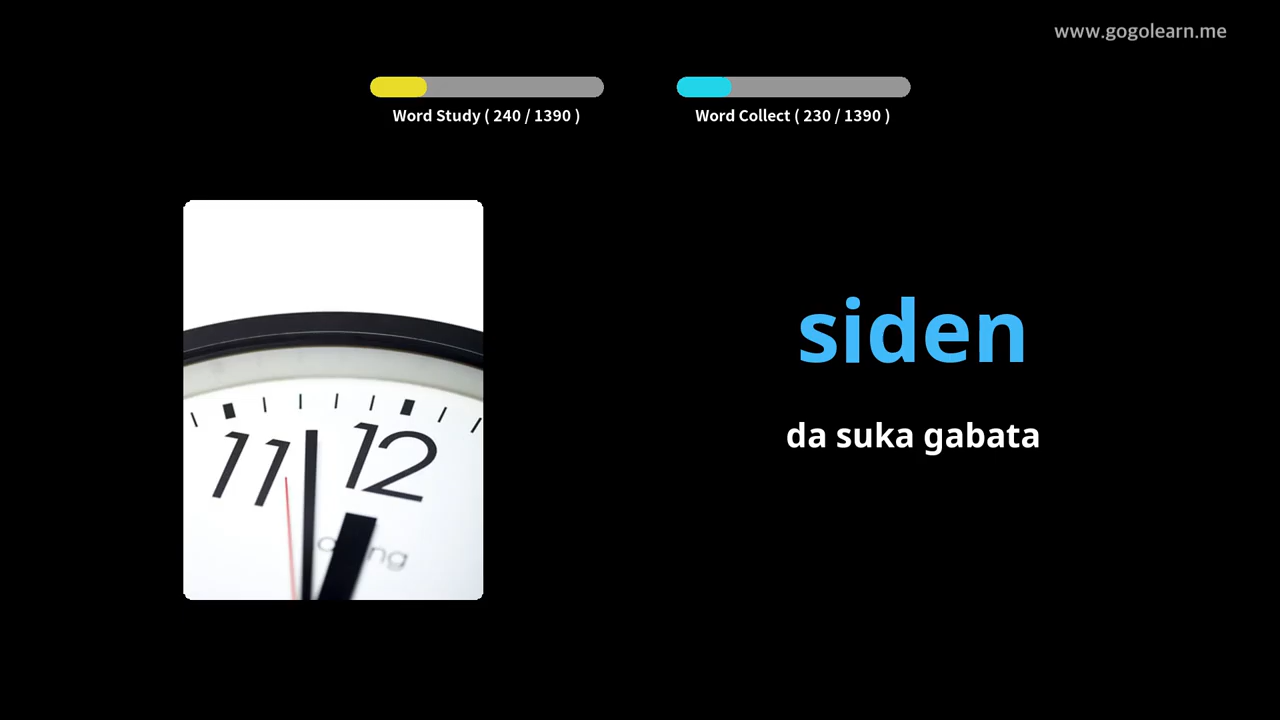 www.gogolearn.me
Word Study ( 240 / 1390 )
Word Collect ( 230 / 1390 )
11 12
siden
da suka gabata